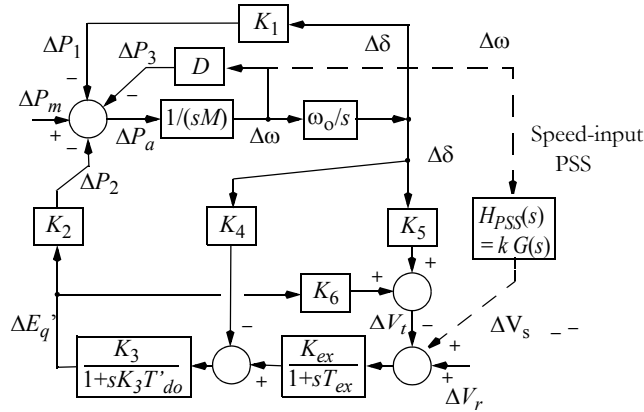 K1
ΔP1
ΔP3
D
Δδ
Δω
−
−
ΔPm
+
−
ΔPa
1/(sM)
Δω
ωo/s
Speed-input
PSS
ΔP2
Δδ
K2
K4
K5
HPSS(s)
= k G(s)
+
K6
+
ΔEq'
ΔVt
−
ΔVs
− −
−
+
K3
1+sK3T'do
+
Kex
1+sTex
+
ΔVr